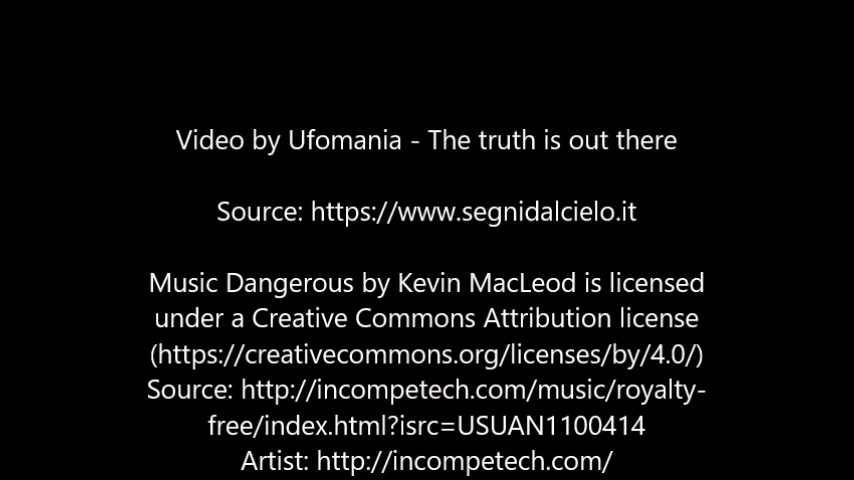 Video by Ufomania - The truth is out there
Source: https://www.segnidalcielo.it
Music Dangerous by Kevin MacLeod is licensed
under a Creative Commons Attribution license
(https://creativecommons.org/licenses/by/4.0/)
Source: http://incompetech.com/music/royalty-
free/index.html?isrc=USUAN1100414
Artist: http://incompetech.com/